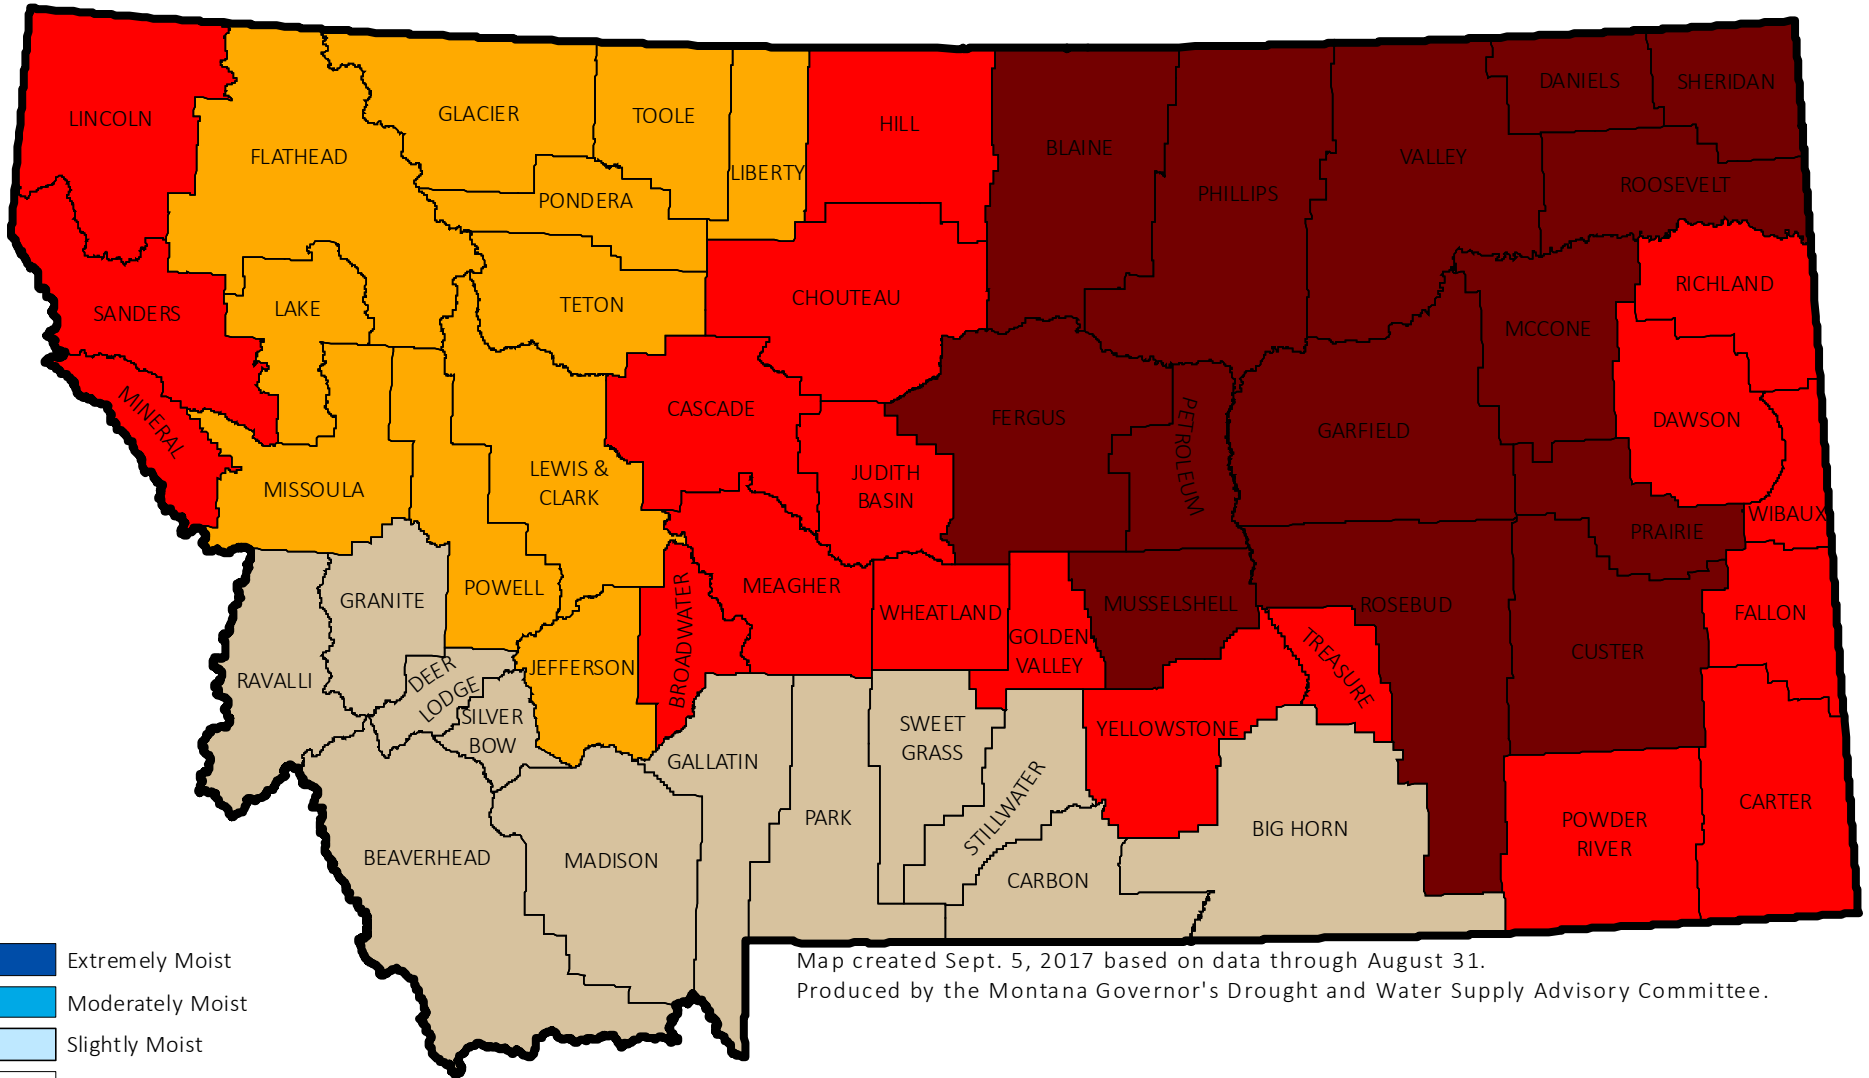 LINCOLN
FLATHEAD
GLACIER
TOOLE
LIBERTY
HILL
BLAINE
PHILLIPS
VALLEY
DANIELS
SHERIDAN
ROOSEVELT
PONDERA
SANDERS
LAKE
TETON
CHOUTEAU
RICHLAND
MCCONE
MINERAL
MISSOULA
LEWIS &
CLARK
CASCADE
JUDITH
BASIN
FERGUS
PETROLEUM
GARFIELD
DAWSON
WIBAUX
PRAIRIE
RAVALLI
GRANITE
POWELL
BROADWATER
MEAGHER
WHEATLAND
GOLDEN
VALLEY
MUSSELSHELL
ROSEBUD
TREASURE
CUSTER
FALLON
DEER
LODGE
SILVER
BOW
JEFFERSON
GALLATIN
SWEET
GRASS
STILLWATER
YELLOWSTONE
BEAVERHEAD
MADISON
PARK
CARBON
BIG HORN
POWDER
RIVER
CARTER
Extremely Moist
Moderately Moist
Slightly Moist
Map created Sept. 5, 2017 based on data through August 31.
Produced by the Montana Governor's Drought and Water Supply Advisory Committee.